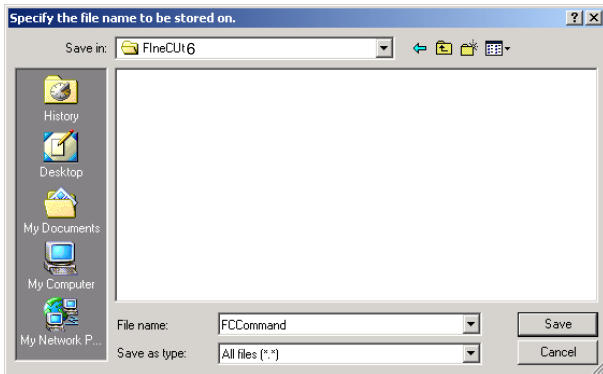 Specify the file name to be stored on.
? X
Save in: FIneCUt6
History
Desktop
My Documents
My Computer
My Network P...
File name: FCCommand Save
Save as type: All files (*.*) Cancel